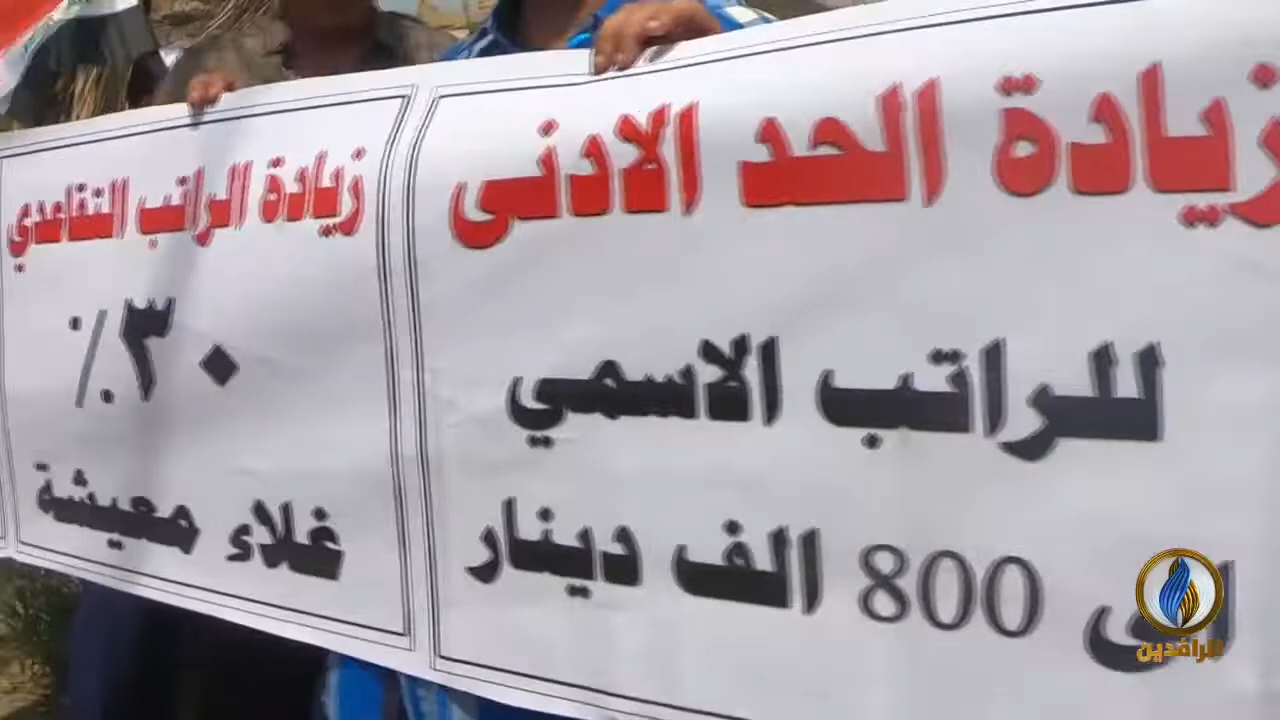 زيادة الحد الادنى
للراتب الاسمي
الى 800 الف دينار
زيادة الراتب التقاعدي
٣٠٪
غلاء معيشة
الرافدين